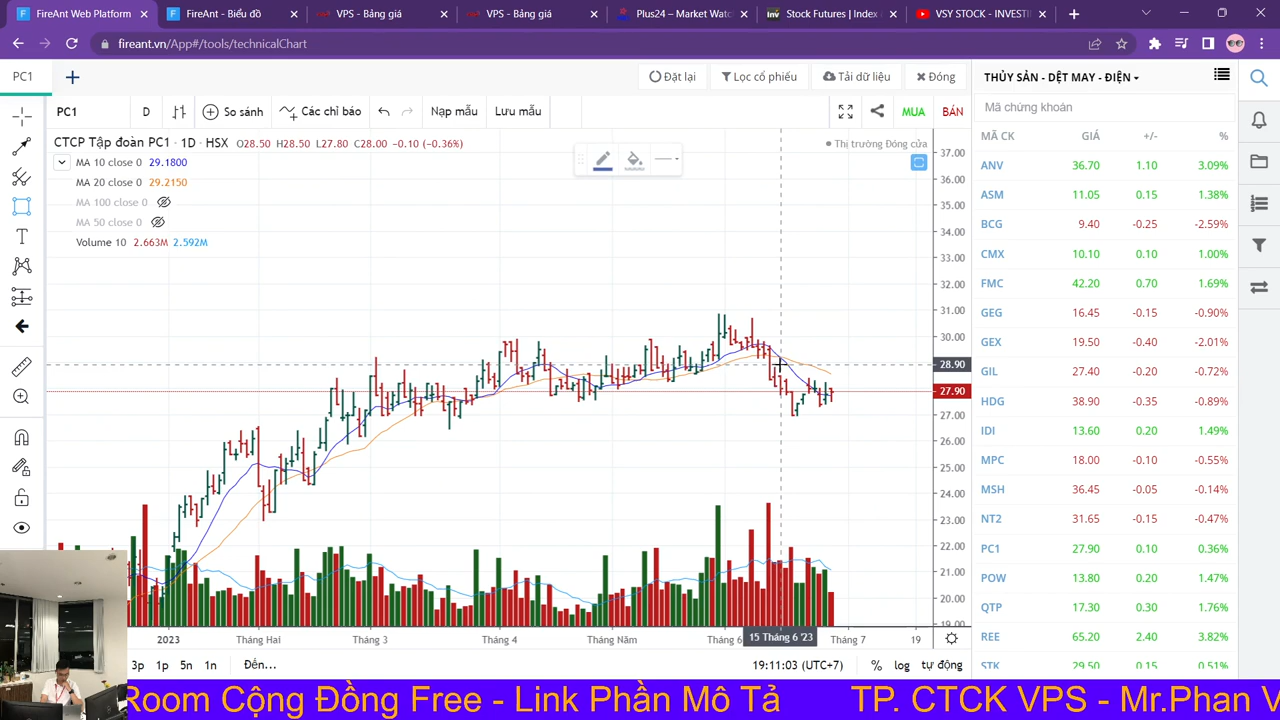 FireAnt Web Platform
FireAnt - Biểu đồ
VPS - Bảng giá
VPS - Bảng giá
Plus24 – Market Watc
Stock Futures | Index
VSY STOCK - INVESTI
fireant.vn/App#/tools/technicalChart
PC1
Đặt lại
Lọc cổ phiếu
Tải dữ liệu
Đóng
PC1
D
So sánh
Các chỉ báo
Nạp mẫu
Lưu mẫu
MUA
BÁN
CTCP Tập đoàn PC1 · 1D · HSX O28.50 H28.50 L27.80 C28.00 -0.10 (-0.36%)
Thị trường Đóng cửa
MA 10 close 0 29.1800
MA 20 close 0 29.2150
MA 100 close 0
MA 50 close 0
Volume 10 2.663M 2.592M
37.00
36.00
35.00
34.00
33.00
32.00
31.00
30.00
28.90
27.90
27.00
26.00
25.00
24.00
23.00
22.00
21.00
20.00
19.00
2023
Tháng Hai
Tháng 3
Tháng 4
Tháng Năm
Tháng 6
15 Tháng 6 '23
Tháng 7
19
3p 1p 5n 1n Đến...
19:11:03 (UTC+7) % log tự động
THỦY SẢN - DỆT MAY - ĐIỆN
Mã chứng khoán
MÃ CK GIÁ +/- %
ANV 36.70 1.10 3.09%
ASM 11.05 0.15 1.38%
BCG 9.40 -0.25 -2.59%
CMX 10.10 0.10 1.00%
FMC 42.20 0.70 1.69%
GEG 16.45 -0.15 -0.90%
GEX 19.50 -0.40 -2.01%
GIL 27.40 -0.20 -0.72%
HDG 38.90 -0.35 -0.89%
IDI 13.60 0.20 1.49%
MPC 18.00 -0.10 -0.55%
MSH 36.45 -0.05 -0.14%
NT2 31.65 -0.15 -0.47%
PC1 27.90 0.10 0.36%
POW 13.80 0.20 1.47%
QTP 17.30 0.30 1.76%
REE 65.20 2.40 3.82%
STK 29.50 0.15 0.51%
Room Cộng Đồng Free - Link Phần Mô Tả TP. CTCK VPS - Mr.Phan V